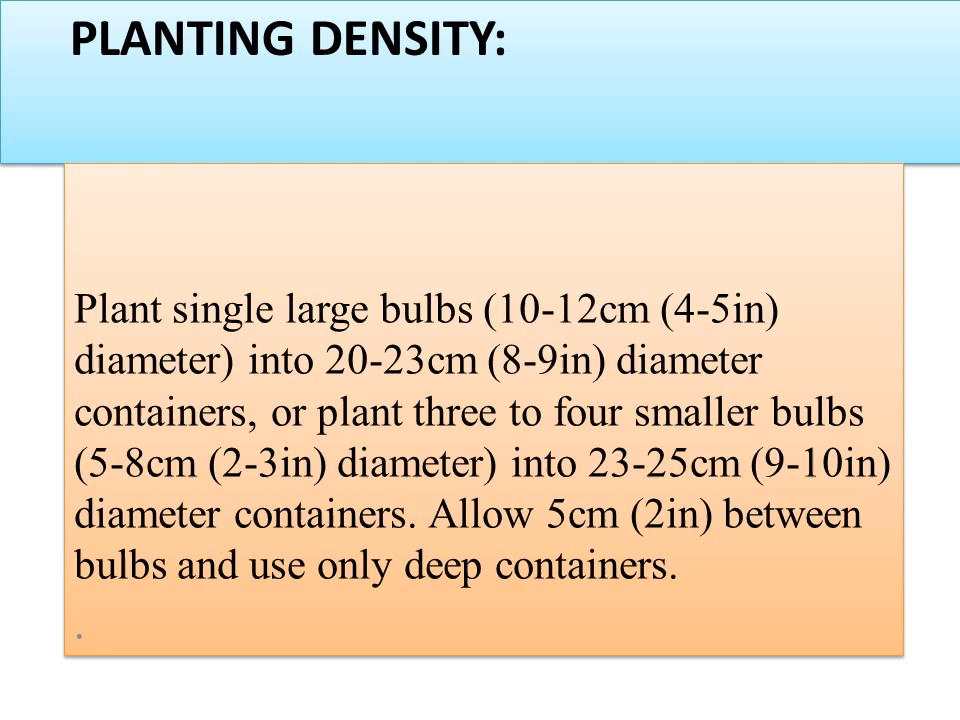 PLANTING DENSITY:
Plant single large bulbs (10-12cm (4-5in)
diameter) into 20-23cm (8-9in) diameter
containers, or plant three to four smaller bulbs
(5-8cm (2-3in) diameter) into 23-25cm (9-10in)
diameter containers. Allow 5cm (2in) between
bulbs and use only deep containers.
.